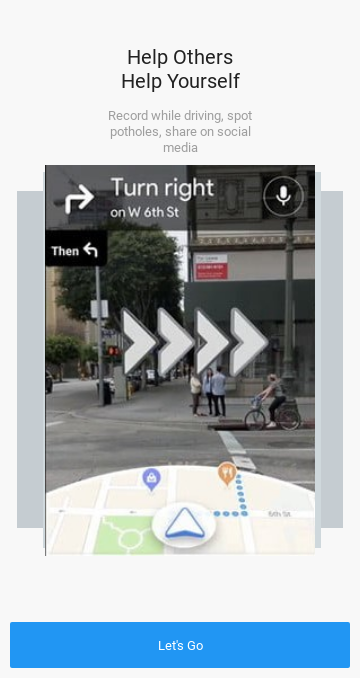 Help Others
Help Yourself
Record while driving, spot
potholes, share on social
media
Turn right
on W 6th St
Then
6th St
Let's Go